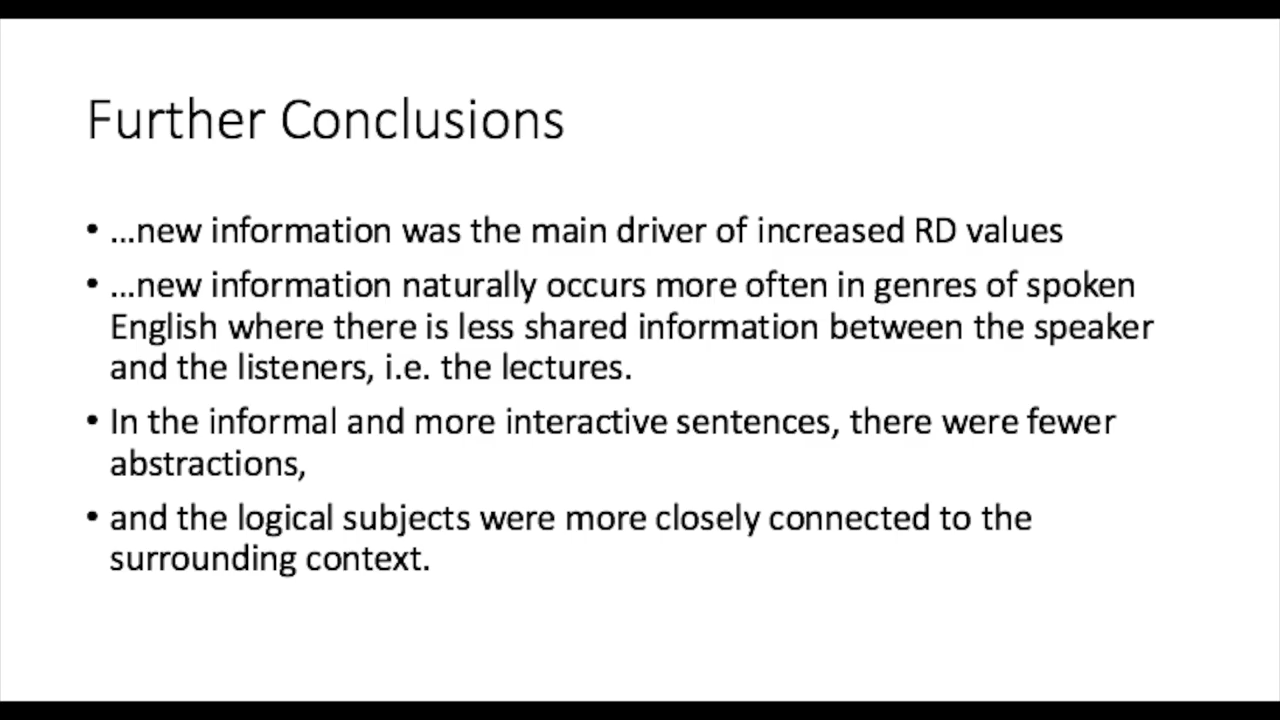 Further Conclusions
• ...new information was the main driver of increased RD values
• ...new information naturally occurs more often in genres of spoken
English where there is less shared information between the speaker
and the listeners, i.e. the lectures.
• In the informal and more interactive sentences, there were fewer
abstractions,
• and the logical subjects were more closely connected to the
surrounding context.